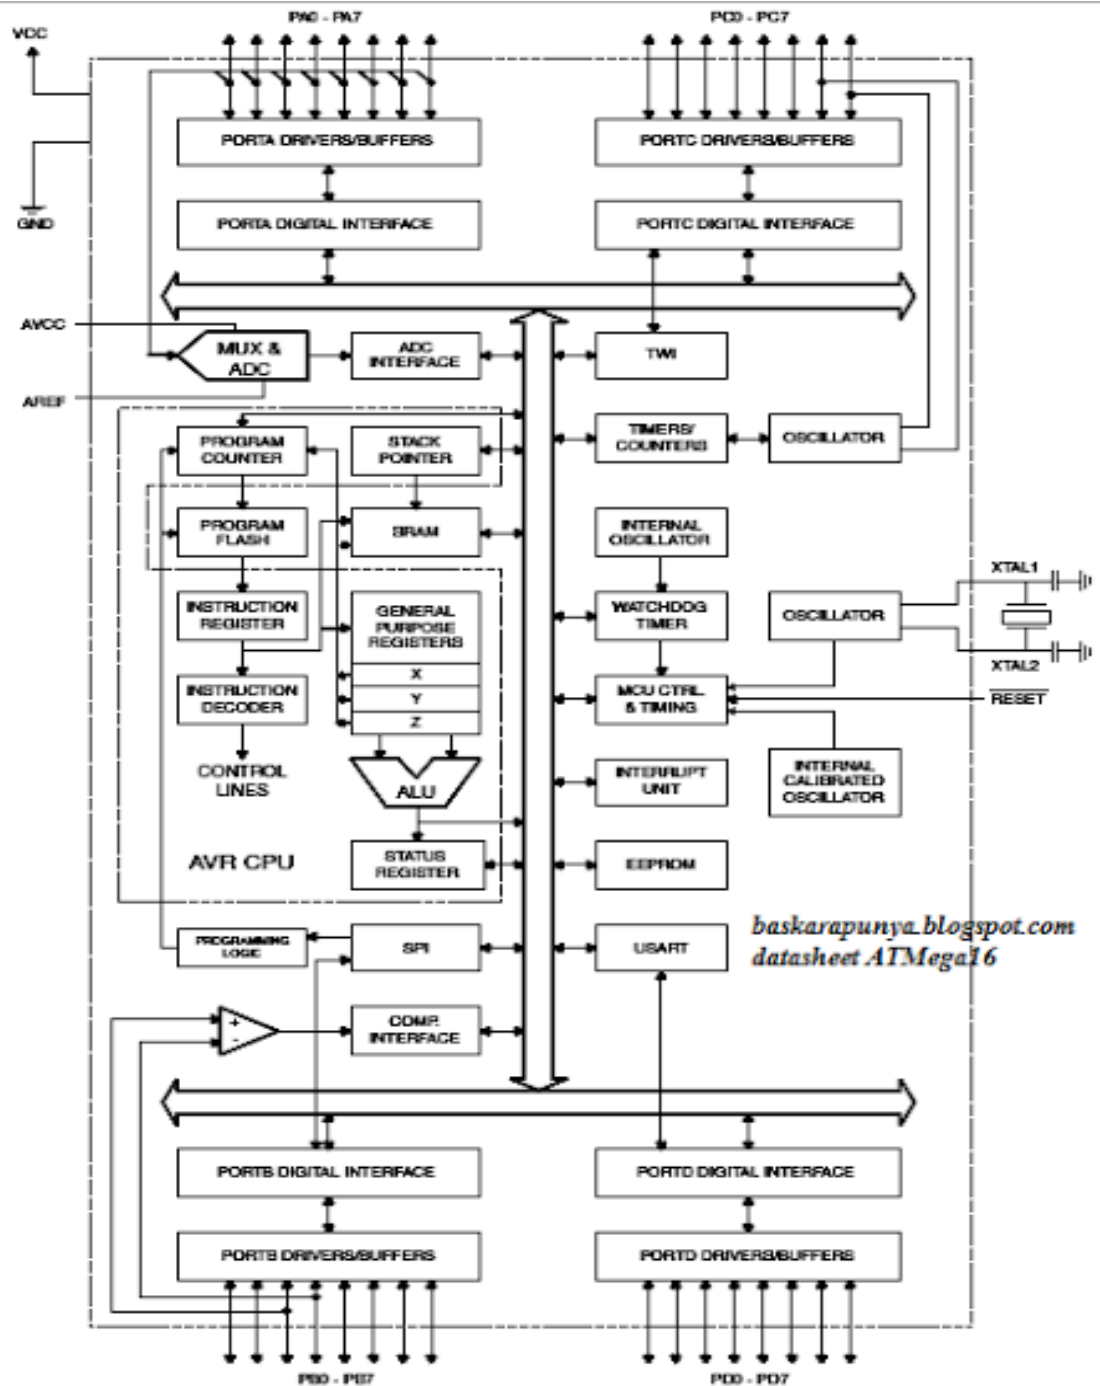 PA0 - PA7
PC0 - PC7
VCC
PORTA DRIVERS/BUFFERS
PORTC DRIVERS/BUFFERS
GND
PORTA DIGITAL INTERFACE
PORTC DIGITAL INTERFACE
AVCC
MUX &
ADC
ADC
INTERFACE
TWI
AREF
PROGRAM
COUNTER
STACK
POINTER
TIMERS/
COUNTERS
OSCILLATOR
PROGRAM
FLASH
SRAM
INTERNAL
OSCILLATOR
XTAL1
INSTRUCTION
REGISTER
GENERAL
PURPOSE
REGISTERS
WATCHDOG
TIMER
OSCILLATOR
XTAL2
X
Y
Z
INSTRUCTION
DECODER
MCU CTRL
& TIMING
RESET
CONTROL
LINES
ALU
INTERRUPT
UNIT
INTERNAL
CALIBRATED
OSCILLATOR
AVR CPU
STATUS
REGISTER
EEPROM
PROGRAMMING
LOGIC
SPI
USART
baskarapunya.blogspot.com
datasheet ATMega16
+
-
COMP.
INTERFACE
PORTB DIGITAL INTERFACE
PORTD DIGITAL INTERFACE
PORTB DRIVERS/BUFFERS
PORTD DRIVERS/BUFFERS
PB0 - PB7
PD0 - PD7